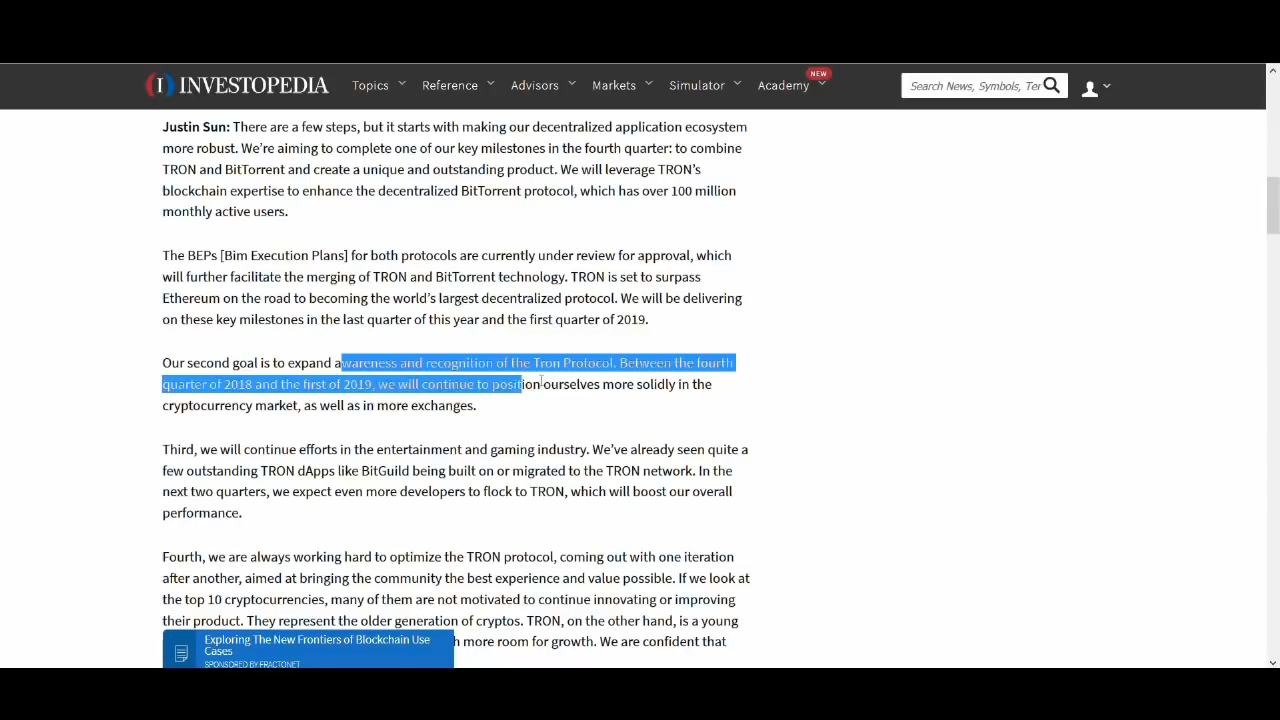 INVESTOPEDIA Topics Reference Advisors Markets Simulator Academy NEW Search News, Symbols, Ter
Justin Sun: There are a few steps, but it starts with making our decentralized application ecosystem
more robust. We're aiming to complete one of our key milestones in the fourth quarter: to combine
TRON and BitTorrent and create a unique and outstanding product. We will leverage TRON's
blockchain expertise to enhance the decentralized BitTorrent protocol, which has over 100 million
monthly active users.
The BEPs [Bim Execution Plans] for both protocols are currently under review for approval, which
will further facilitate the merging of TRON and BitTorrent technology. TRON is set to surpass
Ethereum on the road to becoming the world's largest decentralized protocol. We will be delivering
on these key milestones in the last quarter of this year and the first quarter of 2019.
Our second goal is to expand awareness and recognition of the Tron Protocol. Between the fourth
quarter of 2018 and the first of 2019, we will continue to position ourselves more solidly in the
cryptocurrency market, as well as in more exchanges.
Third, we will continue efforts in the entertainment and gaming industry. We've already seen quite a
few outstanding TRON dApps like BitGuild being built on or migrated to the TRON network. In the
next two quarters, we expect even more developers to flock to TRON, which will boost our overall
performance.
Fourth, we are always working hard to optimize the TRON protocol, coming out with one iteration
after another, aimed at bringing the community the best experience and value possible. If we look at
the top 10 cryptocurrencies, many of them are not motivated to continue innovating or improving
their product. They represent the older generation of cryptos. TRON, on the other hand, is a young
more room for growth. We are confident that
Exploring The New Frontiers of Blockchain Use
Cases
SPONSORED BY FRACTONET